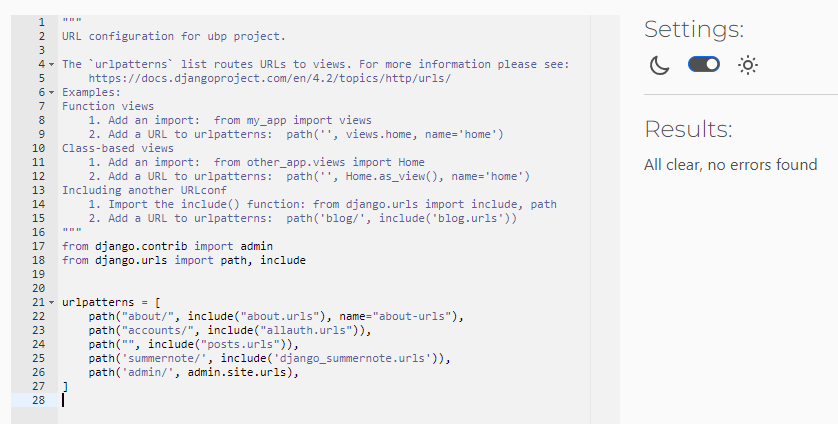 1 """
2 URL configuration for ubp project.
3
4 The `urlpatterns` list routes URLs to views. For more information please see:
5     https://docs.djangoproject.com/en/4.2/topics/http/urls/
6 Examples:
7 Function views
8     1. Add an import:  from my_app import views
9     2. Add a URL to urlpatterns:  path('', views.home, name='home')
10 Class-based views
11     1. Add an import:  from other_app.views import Home
12     2. Add a URL to urlpatterns:  path('', Home.as_view(), name='home')
13 Including another URLconf
14     1. Import the include() function: from django.urls import include, path
15     2. Add a URL to urlpatterns:  path('blog/', include('blog.urls'))
16 """
17 from django.contrib import admin
18 from django.urls import path, include
19
20
21 urlpatterns = [
22     path("about/", include("about.urls"), name="about-urls"),
23     path("accounts/", include("allauth.urls")),
24     path("", include("posts.urls")),
25     path('summernote/', include('django_summernote.urls')),
26     path('admin/', admin.site.urls),
27 ]
28
Settings:
Results:
All clear, no errors found